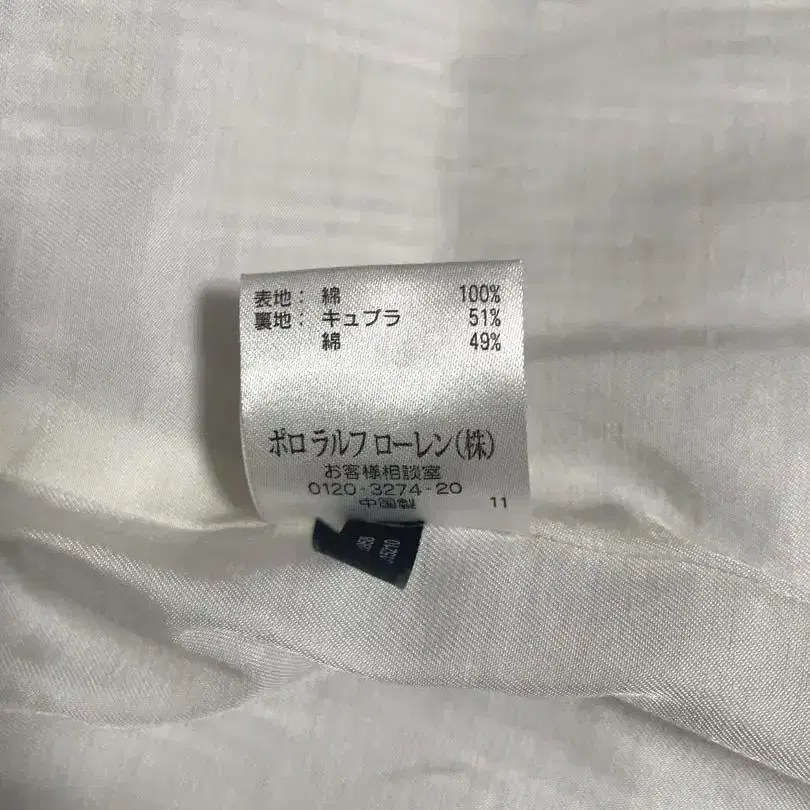 表地： 綿 100%
裏地： キュプラ 51%
綿 49%
ポロ ラルフ ローレン(株)
お客様相談室
0120-3274-20
中国製 11